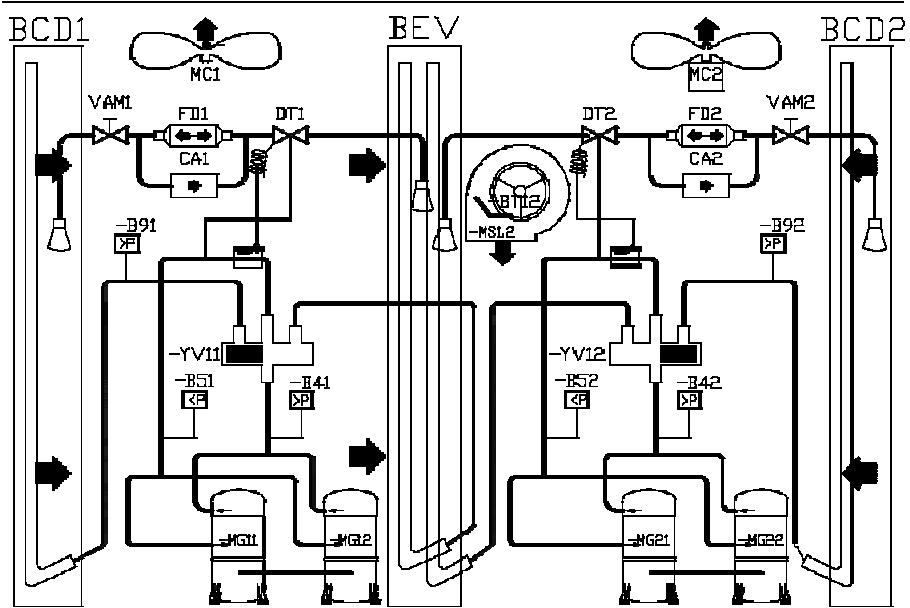 BCD1
BEV
BCD2
MC1
MC2
VAM1
FD1
DT1
DT2
FD2
VAM2
CA1
CA2
-BT12
-MSL2
-B91
>P
-B92
>P
-YV11
-YV12
-B51
<P
-B41
>P
-B52
<P
-B42
>P
-MG11
-MG12
-MG21
-MG22